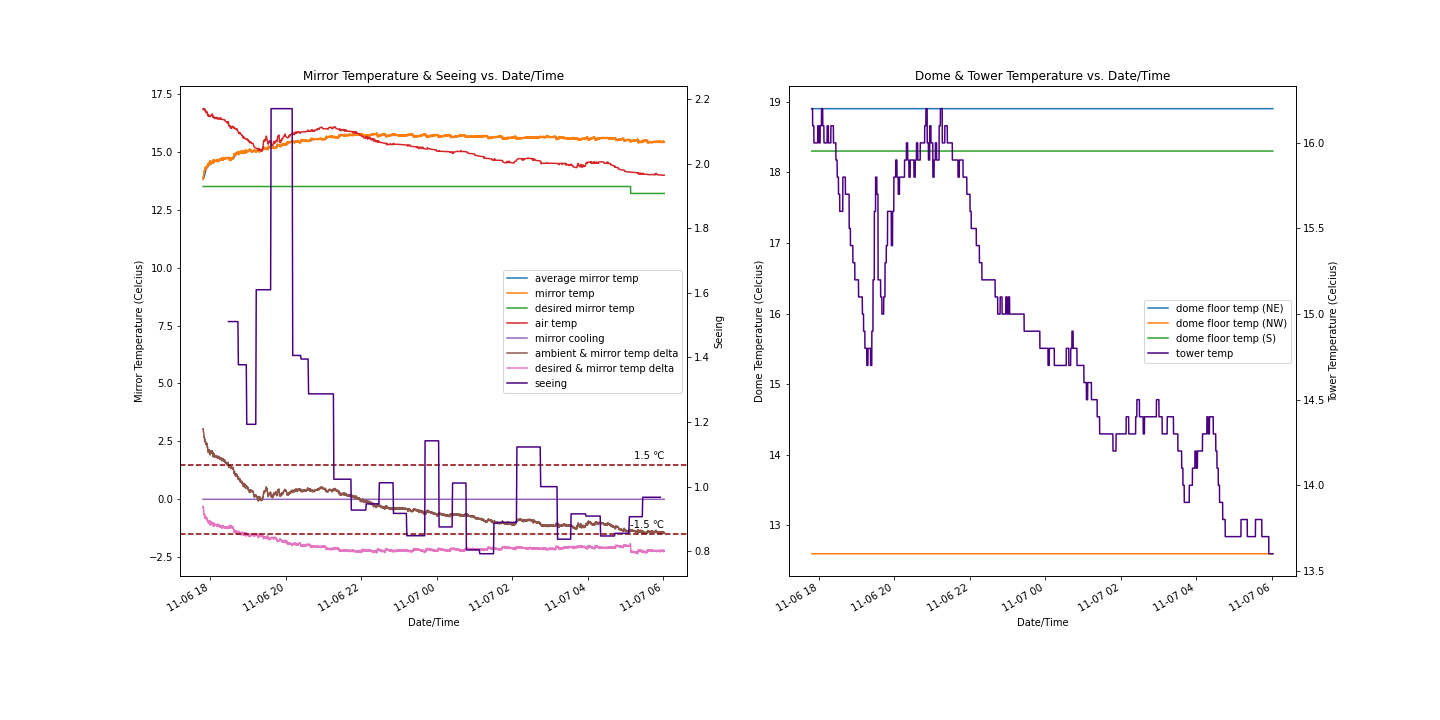 Mirror Temperature & Seeing vs. Date/Time
17.5
15.0
12.5
10.0
7.5
5.0
2.5
0.0
−2.5
Mirror Temperature (Celcius)
2.2
2.0
1.8
1.6
1.4
1.2
1.0
0.8
Seeing
average mirror temp
mirror temp
desired mirror temp
air temp
mirror cooling
ambient & mirror temp delta
desired & mirror temp delta
seeing
1.5 ℃
-1.5 ℃
11-06 18
11-06 20
11-06 22
11-07 00
11-07 02
11-07 04
11-07 06
Date/Time
Dome & Tower Temperature vs. Date/Time
19
18
17
16
15
14
13
Dome Temperature (Celcius)
16.0
15.5
15.0
14.5
14.0
13.5
Tower Temperature (Celcius)
dome floor temp (NE)
dome floor temp (NW)
dome floor temp (S)
tower temp
11-06 18
11-06 20
11-06 22
11-07 00
11-07 02
11-07 04
11-07 06
Date/Time